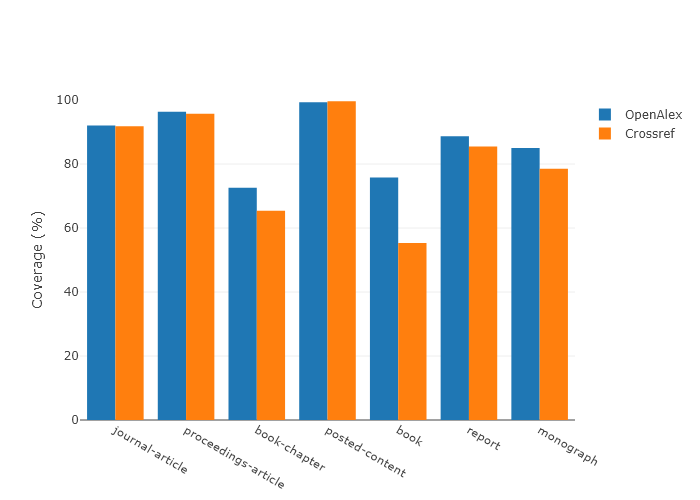 100
80
60
40
20
0
Coverage (%)
journal-article
proceedings-article
book-chapter
posted-content
book
report
monograph
OpenAlex
Crossref